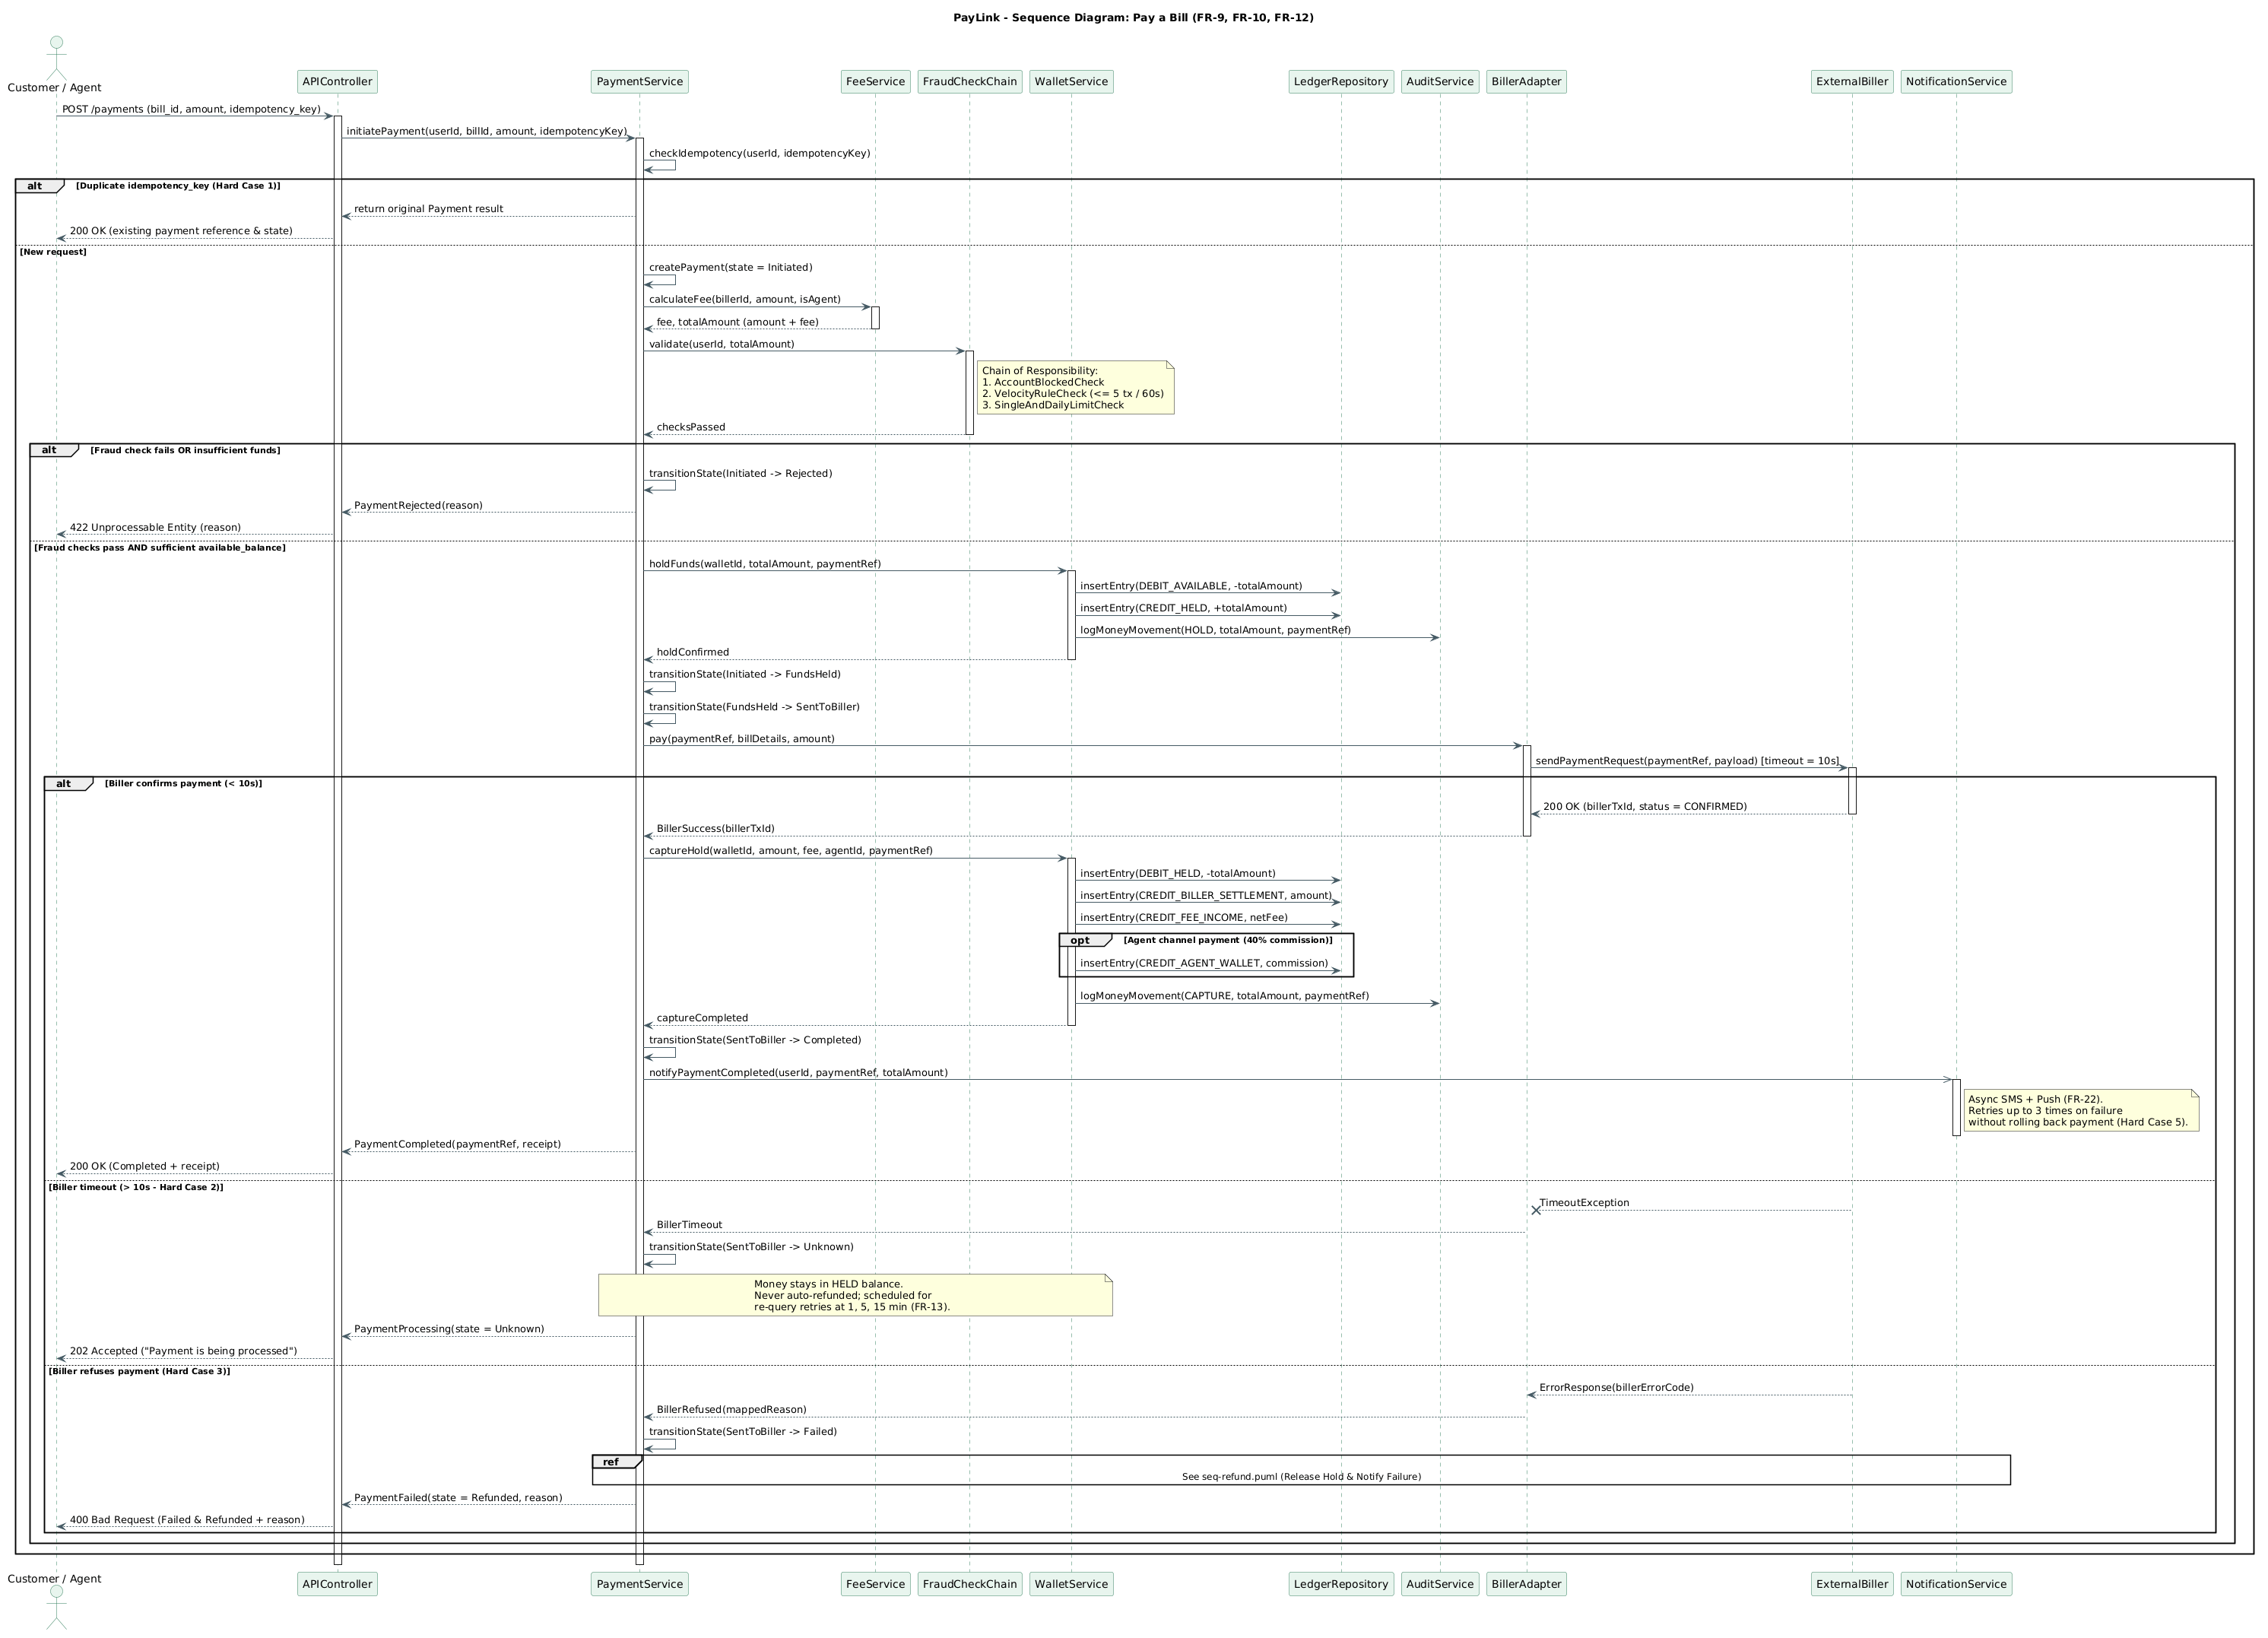 PayLink - Sequence Diagram: Pay a Bill (FR-9, FR-10, FR-12)
Customer / Agent
APIController
PaymentService
FeeService
FraudCheckChain
WalletService
LedgerRepository
AuditService
BillerAdapter
ExternalBiller
NotificationService
POST /payments (bill_id, amount, idempotency_key)
initiatePayment(userId, billId, amount, idempotencyKey)
checkIdempotency(userId, idempotencyKey)
alt
[Duplicate idempotency_key (Hard Case 1)]
return original Payment result
200 OK (existing payment reference & state)
[New request]
createPayment(state = Initiated)
calculateFee(billerId, amount, isAgent)
fee, totalAmount (amount + fee)
validate(userId, totalAmount)
Chain of Responsibility:
1. AccountBlockedCheck
2. VelocityRuleCheck (<= 5 tx / 60s)
3. SingleAndDailyLimitCheck
checksPassed
alt
[Fraud check fails OR insufficient funds]
transitionState(Initiated -> Rejected)
PaymentRejected(reason)
422 Unprocessable Entity (reason)
[Fraud checks pass AND sufficient available_balance]
holdFunds(walletId, totalAmount, paymentRef)
insertEntry(DEBIT_AVAILABLE, -totalAmount)
insertEntry(CREDIT_HELD, +totalAmount)
logMoneyMovement(HOLD, totalAmount, paymentRef)
holdConfirmed
transitionState(Initiated -> FundsHeld)
transitionState(FundsHeld -> SentToBiller)
pay(paymentRef, billDetails, amount)
sendPaymentRequest(paymentRef, payload) [timeout = 10s]
alt
[Biller confirms payment (< 10s)]
200 OK (billerTxId, status = CONFIRMED)
BillerSuccess(billerTxId)
captureHold(walletId, amount, fee, agentId, paymentRef)
insertEntry(DEBIT_HELD, -totalAmount)
insertEntry(CREDIT_BILLER_SETTLEMENT, amount)
insertEntry(CREDIT_FEE_INCOME, netFee)
opt
[Agent channel payment (40% commission)]
insertEntry(CREDIT_AGENT_WALLET, commission)
logMoneyMovement(CAPTURE, totalAmount, paymentRef)
captureCompleted
transitionState(SentToBiller -> Completed)
notifyPaymentCompleted(userId, paymentRef, totalAmount)
Async SMS + Push (FR-22).
Retries up to 3 times on failure
without rolling back payment (Hard Case 5).
PaymentCompleted(paymentRef, receipt)
200 OK (Completed + receipt)
[Biller timeout (> 10s - Hard Case 2)]
TimeoutException
BillerTimeout
transitionState(SentToBiller -> Unknown)
Money stays in HELD balance.
Never auto-refunded; scheduled for
re-query retries at 1, 5, 15 min (FR-13).
PaymentProcessing(state = Unknown)
202 Accepted ("Payment is being processed")
[Biller refuses payment (Hard Case 3)]
ErrorResponse(billerErrorCode)
BillerRefused(mappedReason)
transitionState(SentToBiller -> Failed)
ref
See seq-refund.puml (Release Hold & Notify Failure)
PaymentFailed(state = Refunded, reason)
400 Bad Request (Failed & Refunded + reason)
Customer / Agent
APIController
PaymentService
FeeService
FraudCheckChain
WalletService
LedgerRepository
AuditService
BillerAdapter
ExternalBiller
NotificationService